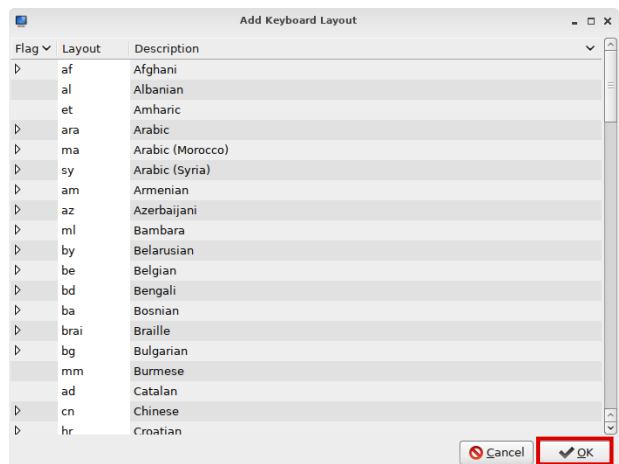 Add Keyboard Layout
Flag Layout Description
af Afghani
al Albanian
et Amharic
ara Arabic
ma Arabic (Morocco)
sy Arabic (Syria)
am Armenian
az Azerbaijani
ml Bambara
by Belarusian
be Belgian
bd Bengali
ba Bosnian
brai Braille
bg Bulgarian
mm Burmese
ad Catalan
cn Chinese
hr Croatian
Cancel OK